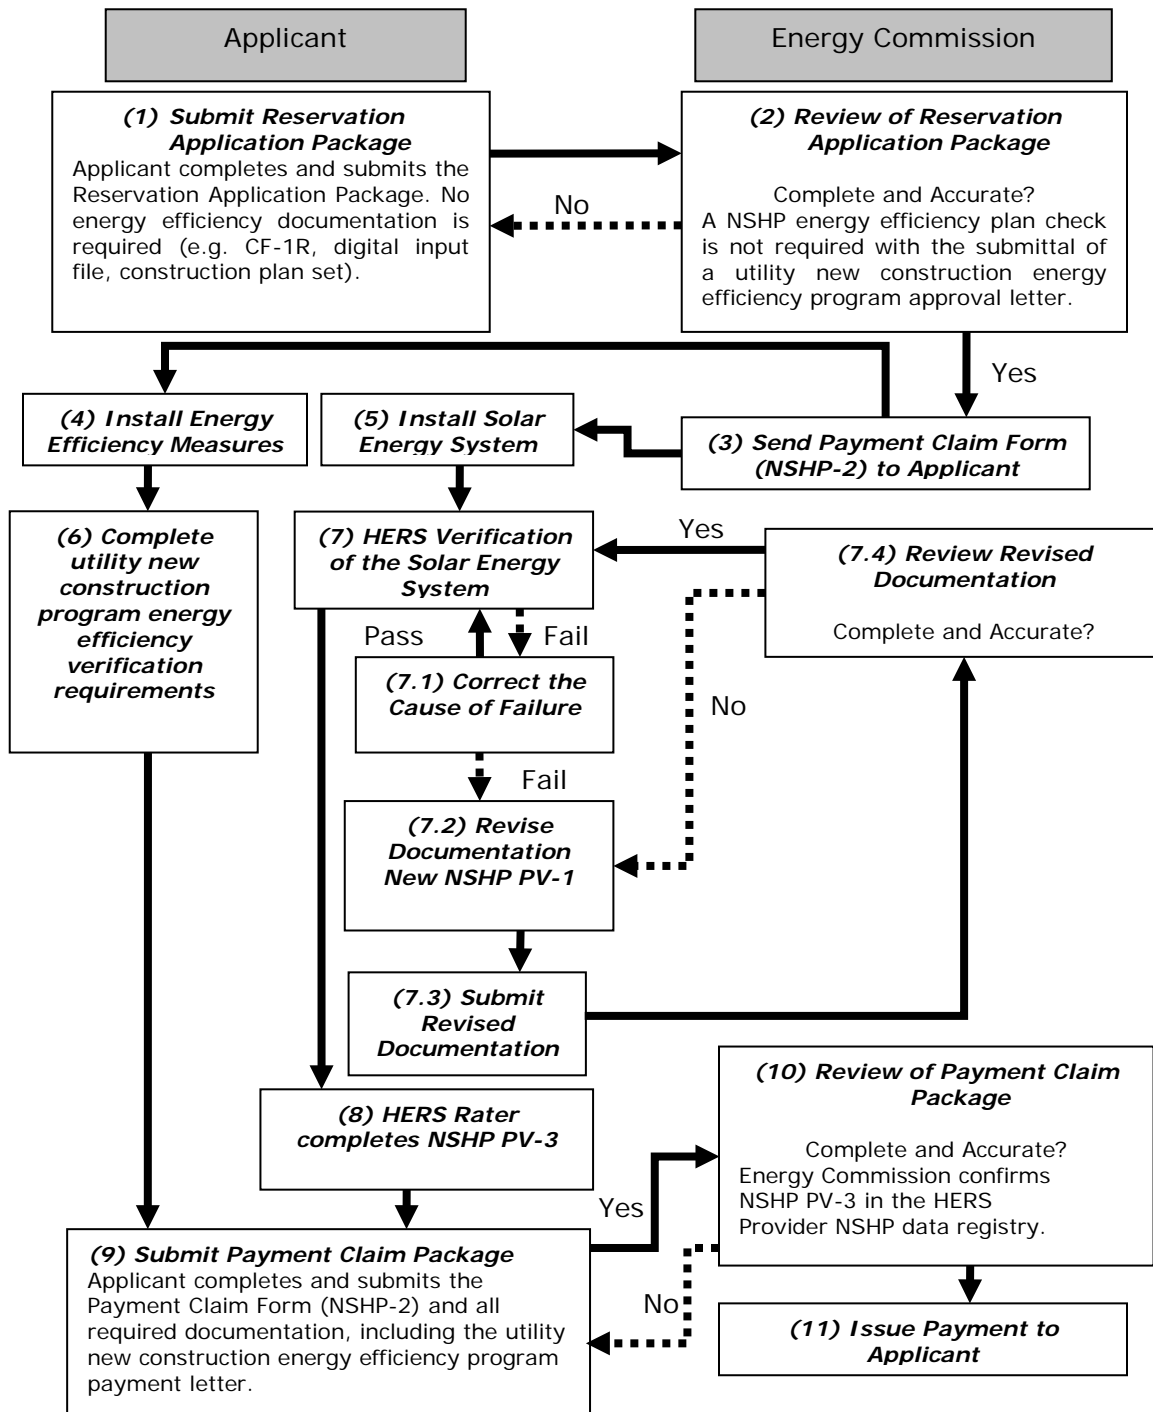 Applicant
Energy Commission
(1) Submit Reservation
Application Package
Applicant completes and submits the
Reservation Application Package. No
energy efficiency documentation is
required (e.g. CF-1R, digital input
file, construction plan set).
(2) Review of Reservation
Application Package
Complete and Accurate?
A NSHP energy efficiency plan check
is not required with the submittal of
a utility new construction energy
efficiency program approval letter.
No
Yes
(3) Send Payment Claim Form
(NSHP-2) to Applicant
(4) Install Energy
Efficiency Measures
(5) Install Solar
Energy System
(6) Complete
utility new
construction
program energy
efficiency
verification
requirements
(7) HERS Verification
of the Solar Energy
System
Yes
(7.4) Review Revised
Documentation
Complete and Accurate?
Pass
Fail
(7.1) Correct the
Cause of Failure
No
Fail
(7.2) Revise
Documentation
New NSHP PV-1
(7.3) Submit
Revised
Documentation
(8) HERS Rater
completes NSHP PV-3
(10) Review of Payment Claim
Package
Complete and Accurate?
Energy Commission confirms
NSHP PV-3 in the HERS
Provider NSHP data registry.
Yes
(9) Submit Payment Claim Package
Applicant completes and submits the
Payment Claim Form (NSHP-2) and all
required documentation, including the utility
new construction energy efficiency program
payment letter.
No
(11) Issue Payment to
Applicant